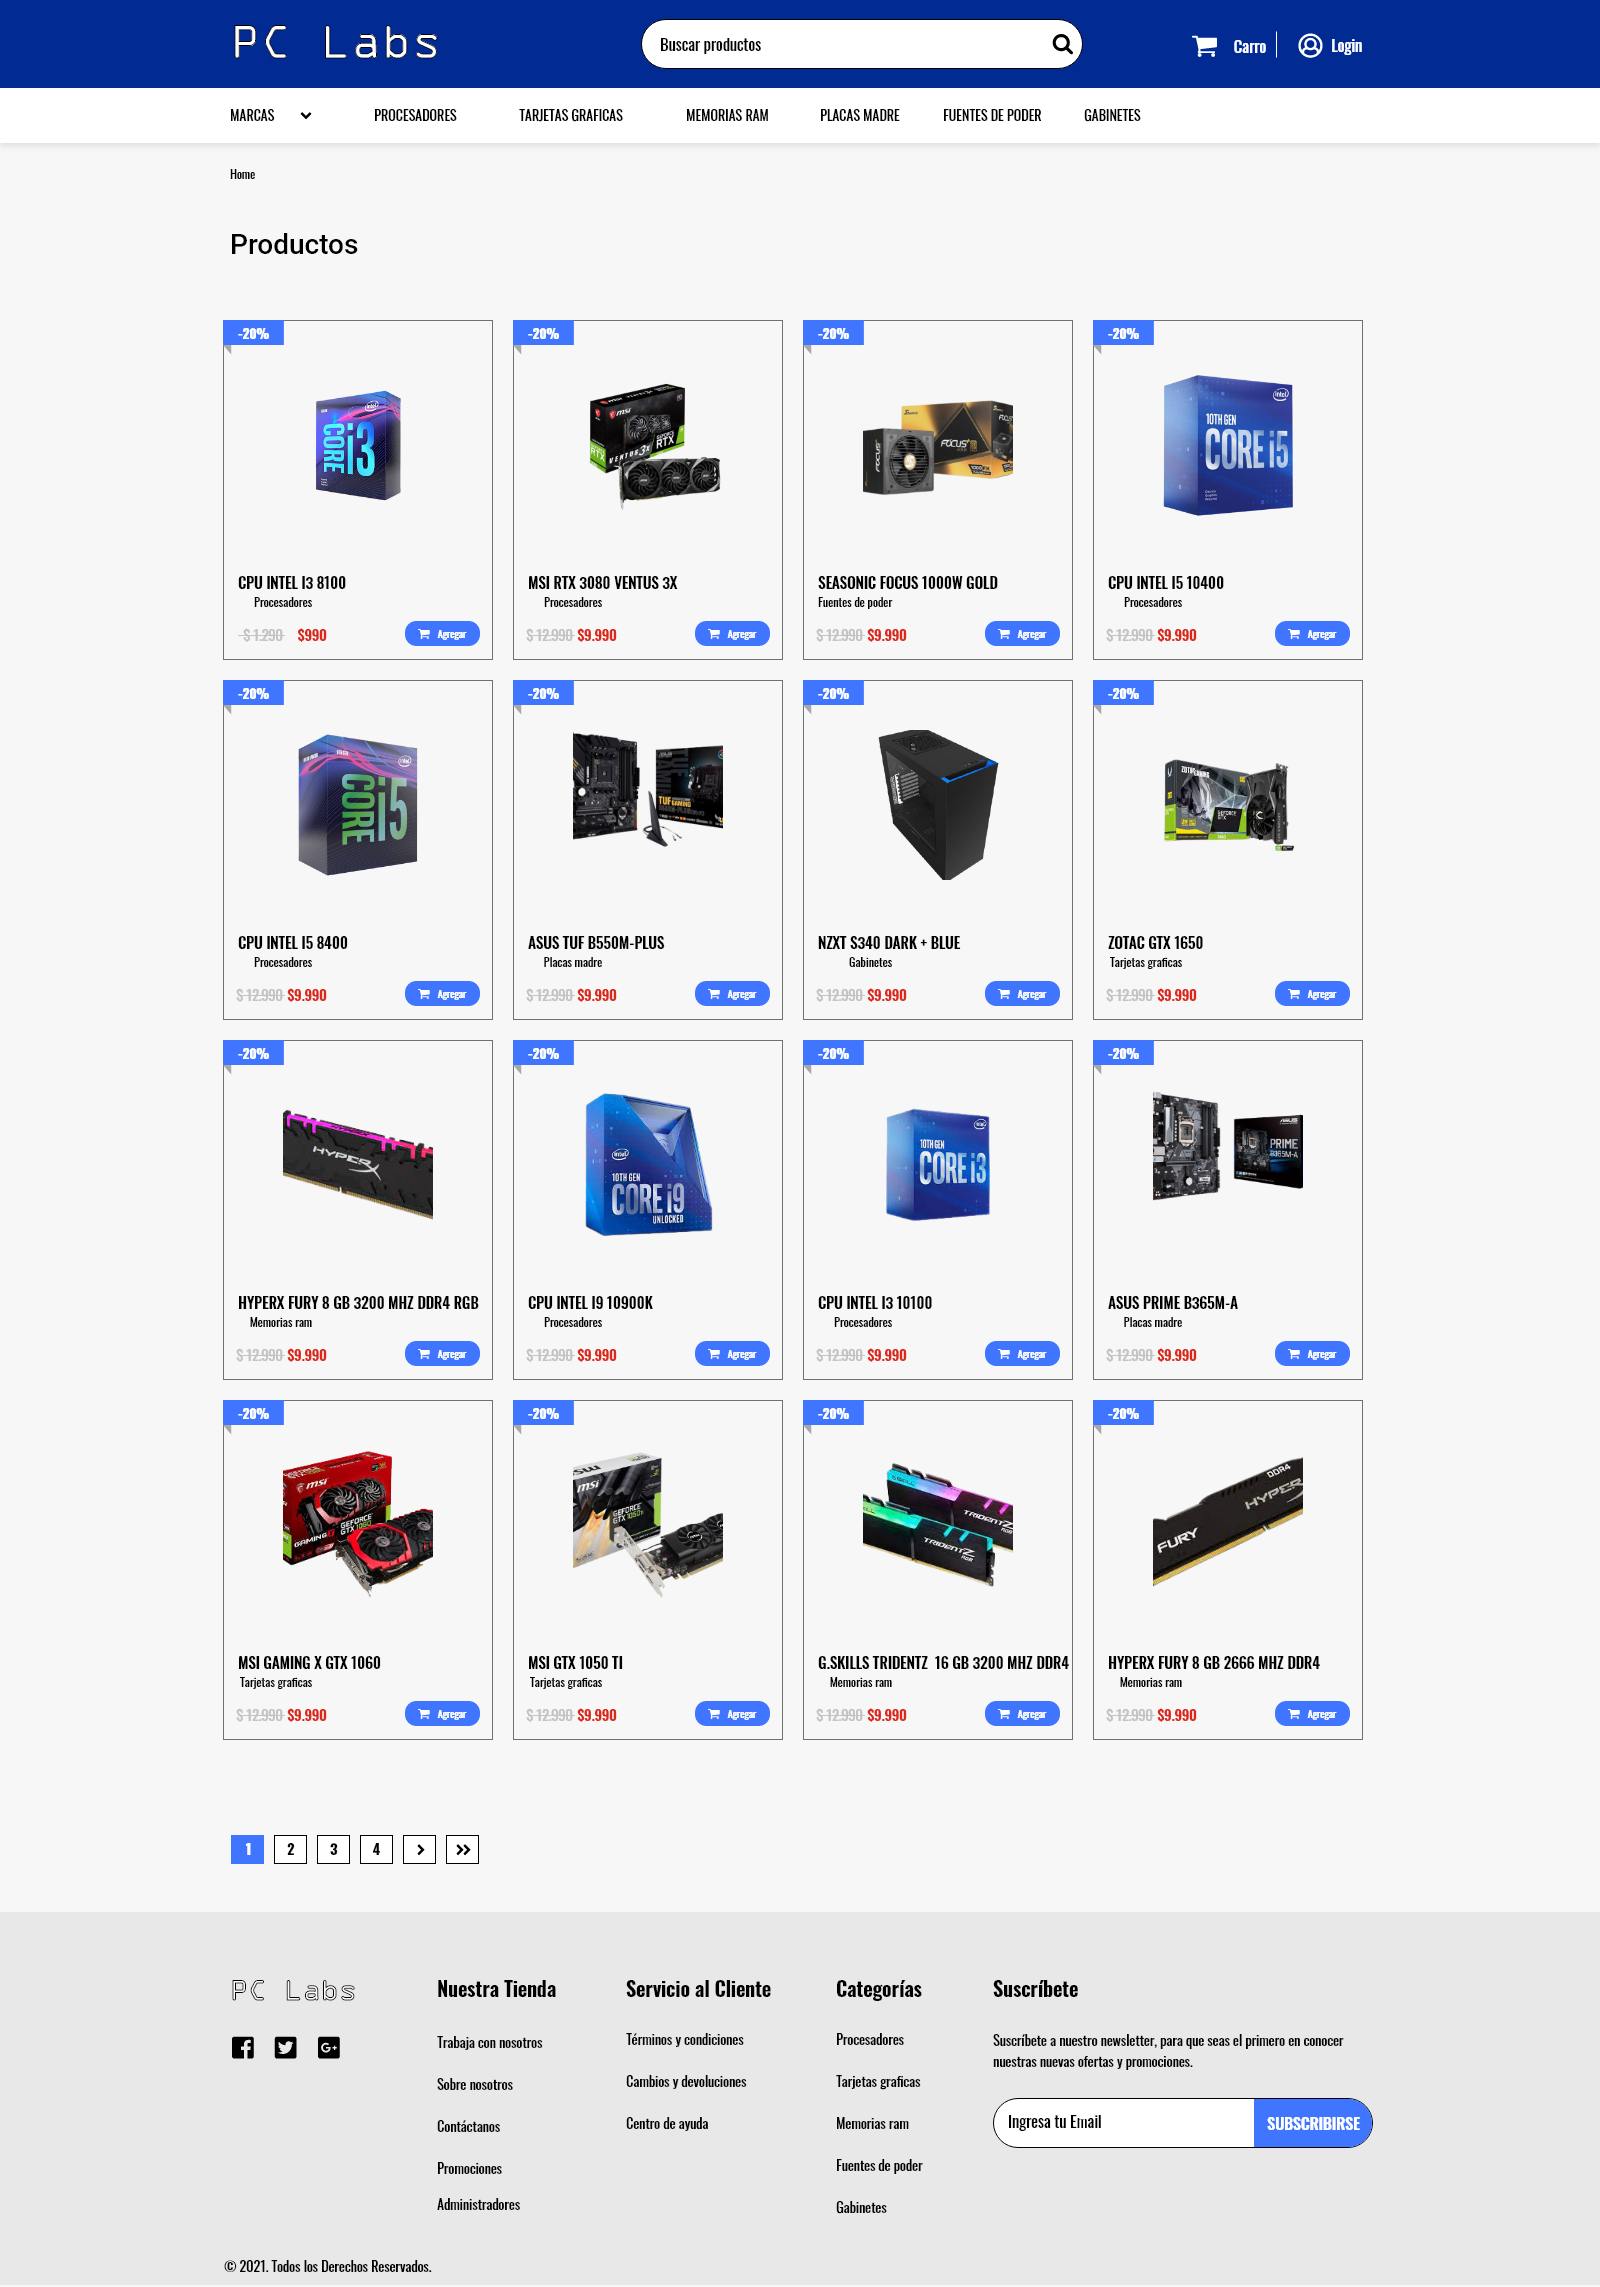 PC Labs
Buscar productos
Carro
Login
MARCAS PROCESADORES TARJETAS GRAFICAS MEMORIAS RAM PLACAS MADRE FUENTES DE PODER GABINETES
Home
Productos
-20% -20% -20% -20%
CPU INTEL I3 8100
Procesadores
$ 1.290 $990 Agregar
MSI RTX 3080 VENTUS 3X
Procesadores
$ 12.990 $9.990 Agregar
SEASONIC FOCUS 1000W GOLD
Fuentes de poder
$ 12.990 $9.990 Agregar
CPU INTEL I5 10400
Procesadores
$ 12.990 $9.990 Agregar
-20% -20% -20% -20%
CPU INTEL I5 8400
Procesadores
$ 12.990 $9.990 Agregar
ASUS TUF B550M-PLUS
Placas madre
$ 12.990 $9.990 Agregar
NZXT S340 DARK + BLUE
Gabinetes
$ 12.990 $9.990 Agregar
ZOTAC GTX 1650
Tarjetas graficas
$ 12.990 $9.990 Agregar
-20% -20% -20% -20%
HYPERX FURY 8 GB 3200 MHZ DDR4 RGB
Memorias ram
$ 12.990 $9.990 Agregar
CPU INTEL I9 10900K
Procesadores
$ 12.990 $9.990 Agregar
CPU INTEL I3 10100
Procesadores
$ 12.990 $9.990 Agregar
ASUS PRIME B365M-A
Placas madre
$ 12.990 $9.990 Agregar
-20% -20% -20% -20%
MSI GAMING X GTX 1060
Tarjetas graficas
$ 12.990 $9.990 Agregar
MSI GTX 1050 TI
Tarjetas graficas
$ 12.990 $9.990 Agregar
G.SKILLS TRIDENTZ 16 GB 3200 MHZ DDR4
Memorias ram
$ 12.990 $9.990 Agregar
HYPERX FURY 8 GB 2666 MHZ DDR4
Memorias ram
$ 12.990 $9.990 Agregar
1 2 3 4
PC Labs
Nuestra Tienda
Trabaja con nosotros
Sobre nosotros
Contáctanos
Promociones
Administradores
Servicio al Cliente
Términos y condiciones
Cambios y devoluciones
Centro de ayuda
Categorías
Procesadores
Tarjetas graficas
Memorias ram
Fuentes de poder
Gabinetes
Suscríbete
Suscríbete a nuestro newsletter, para que seas el primero en conocer
nuestras nuevas ofertas y promociones.
Ingresa tu Email
SUBSCRIBIRSE
© 2021. Todos los Derechos Reservados.